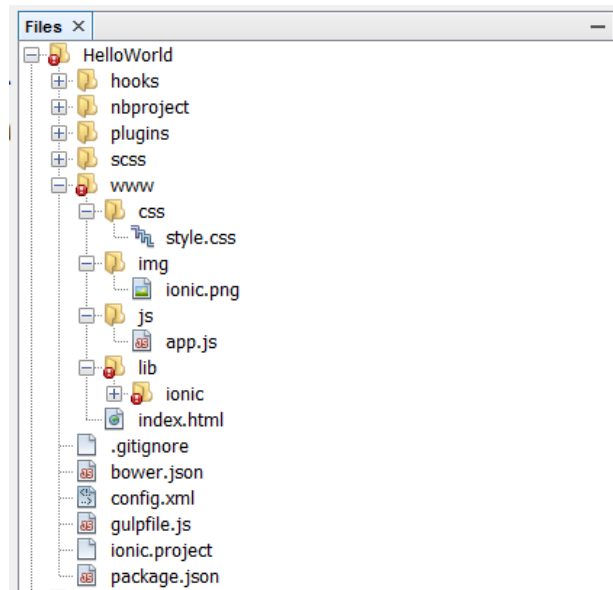 Files
HelloWorld
hooks
nbproject
plugins
scss
www
css
style.css
img
ionic.png
js
app.js
lib
ionic
index.html
.gitignore
bower.json
config.xml
gulpfile.js
ionic.project
package.json